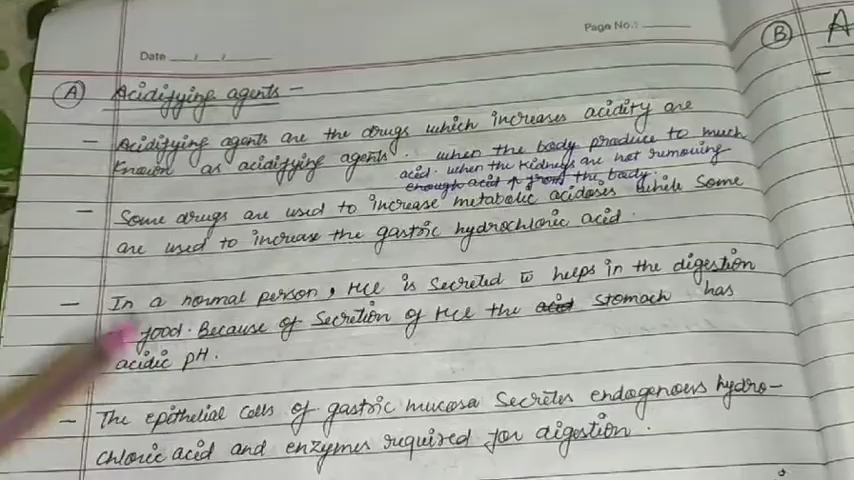 Page No.:
Date / /
(B) A
(A) Acidifying agents -
- Acidifying agents are the drugs which increases acidity are
known as acidifying agents. when the body produce to much
acid. when the kidneys are not removing
enough acid ↑ from the body.
- Some drugs are used to increase metabolic acidoses while some
are used to increase the gastric hydrochloric acid.
- In a normal person, HCl is secreted to helps in the digestion
food. Because of secretion of HCl the acid stomach has
acidic pH.
- The epithelial cells of gastric mucosa secretes endogenous hydro-
chloric acid and enzymes required for digestion.